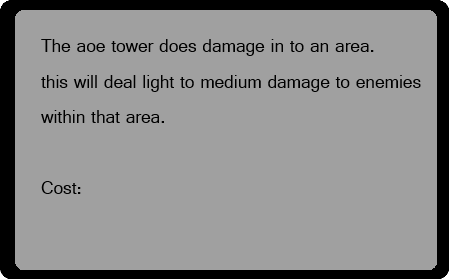 The aoe tower does damage in to an area.
this will deal light to medium damage to enemies
within that area.
Cost: